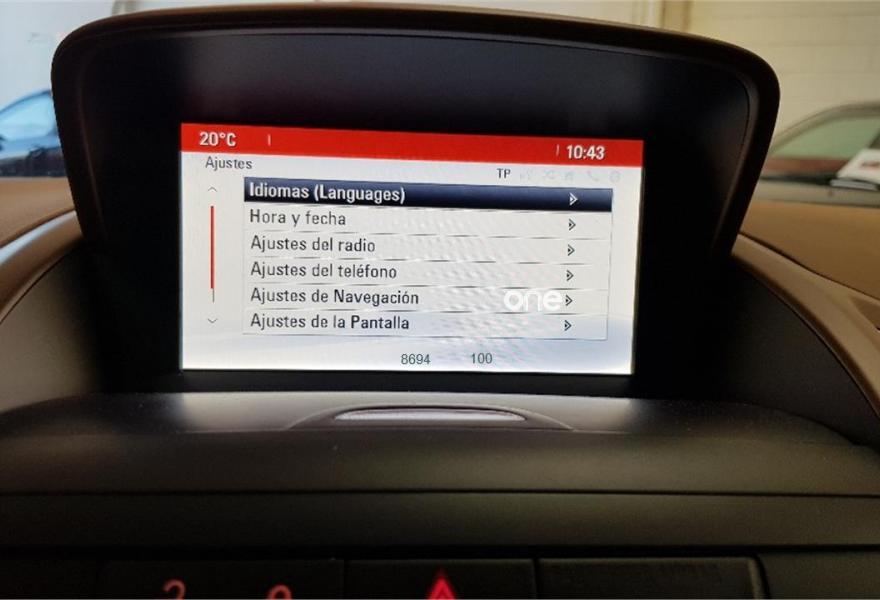 20°C 10:43
Ajustes
TP
Idiomas (Languages)
Hora y fecha
Ajustes del radio
Ajustes del teléfono
Ajustes de Navegación
one
Ajustes de la Pantalla
8694 100